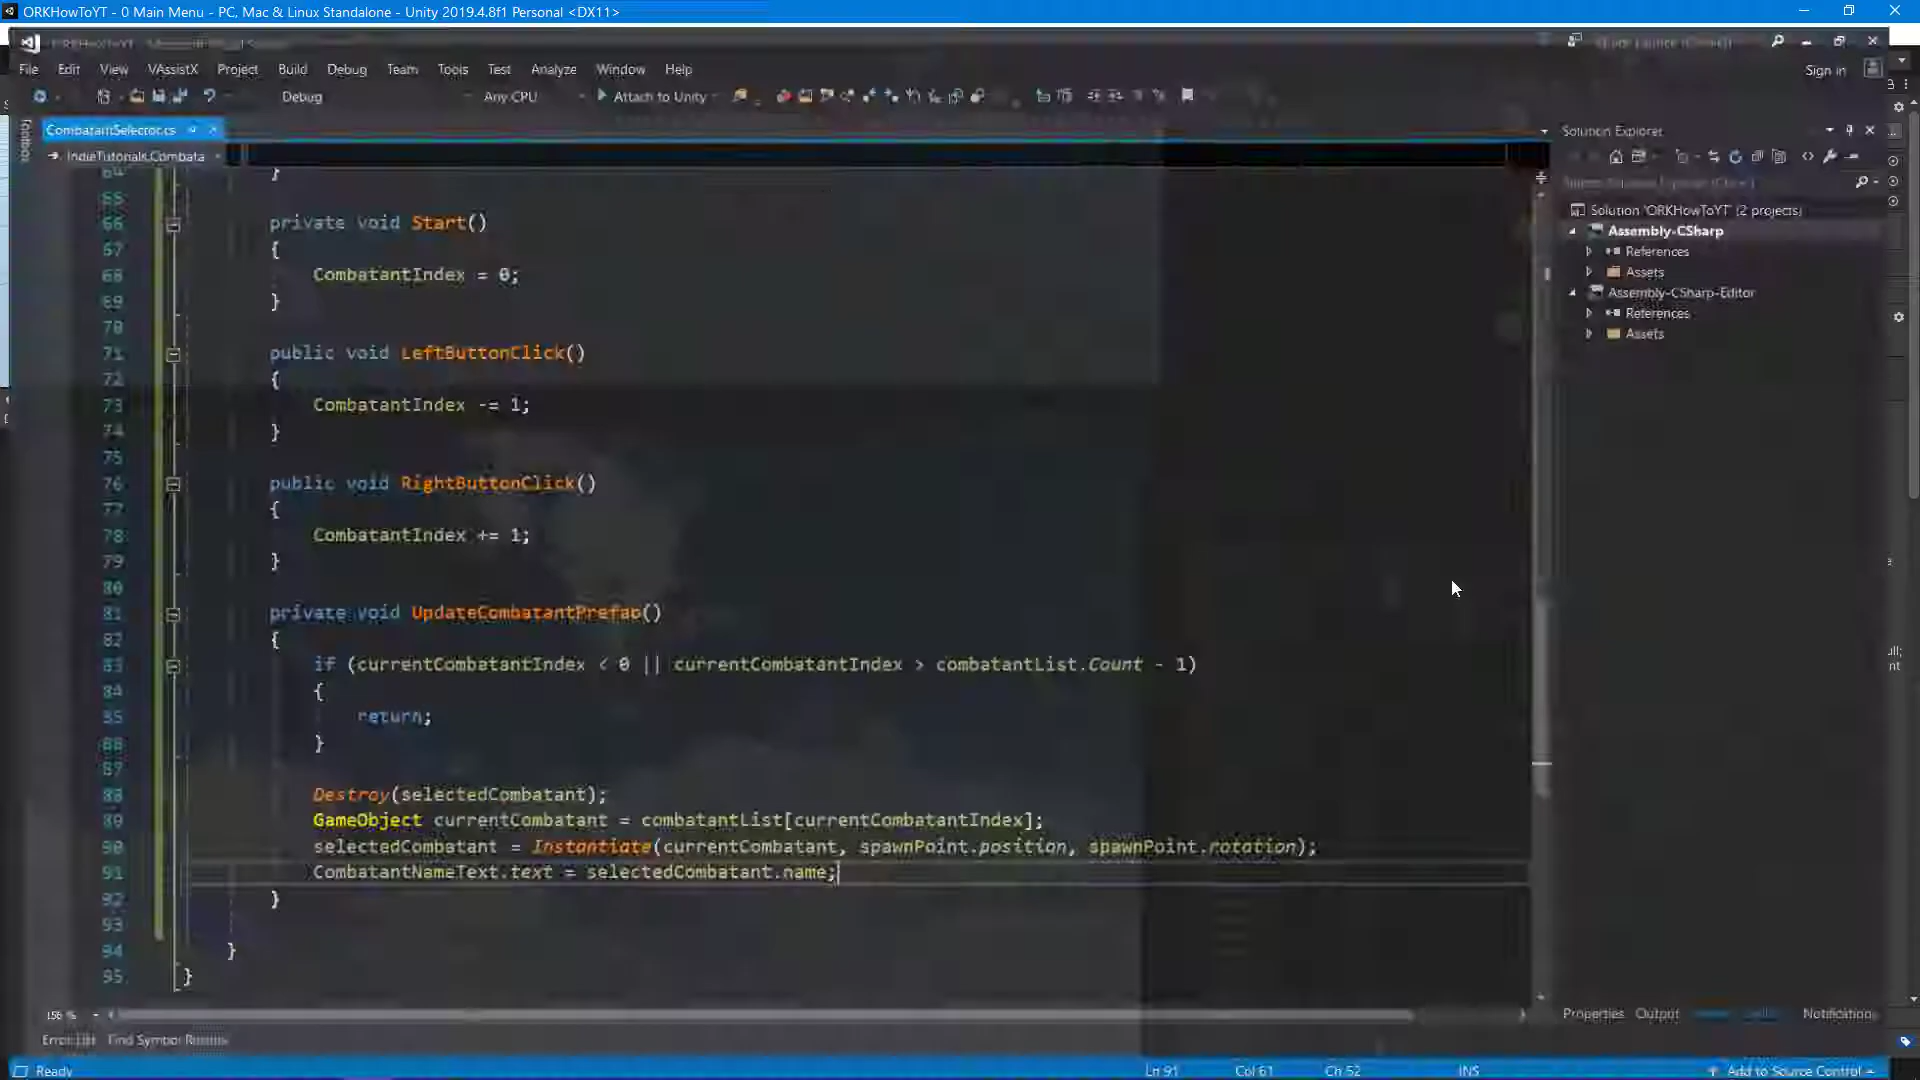 ORKHowToYT - 0 Main Menu - PC, Mac & Linux Standalone - Unity 2019.4.8f1 Personal <DX11>
File Edit View VAssistX Project Build Debug Team Tools Test Analyze Window Help
Sign in
Debug Any CPU Attach to Unity
Toolbox
CombatantSelector.cs
Solution Explorer
IndieTutorials.Combata
64 }
65
66 private void Start()
67 {
68 CombatantIndex = 0;
69 }
70
71 public void LeftButtonClick()
72 {
73 CombatantIndex -= 1;
74 }
75
76 public void RightButtonClick()
77 {
78 CombatantIndex += 1;
79 }
80
81 private void UpdateCombatantPrefab()
82 {
83 if (currentCombatantIndex < 0 || currentCombatantIndex > combatantList.Count - 1)
84 {
85 return;
86 }
87
88 Destroy(selectedCombatant);
89 GameObject currentCombatant = combatantList[currentCombatantIndex];
90 selectedCombatant = Instantiate(currentCombatant, spawnPoint.position, spawnPoint.rotation);
91 CombatantNameText.text = selectedCombatant.name;
92 }
93
94 }
95 }
Solution 'ORKHowToYT' (2 projects)
Assembly-CSharp
References
Assets
Assembly-CSharp-Editor
References
Assets
156 %
Properties Output Notifications
Error List Find Symbol Results
Ready Ln 91 Col 61 Ch 52 INS Add to Source Control